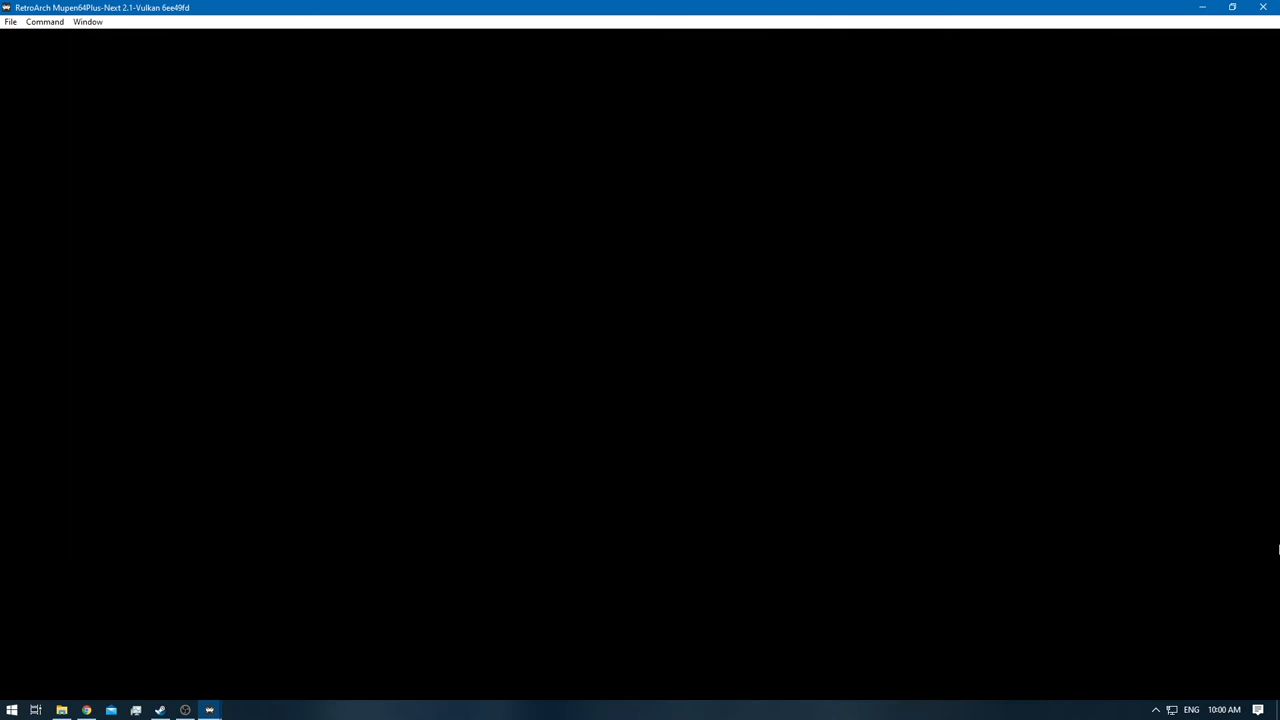 RetroArch Mupen64Plus-Next 2.1-Vulkan 6ee49fd
File Command Window
ENG 10:00 AM